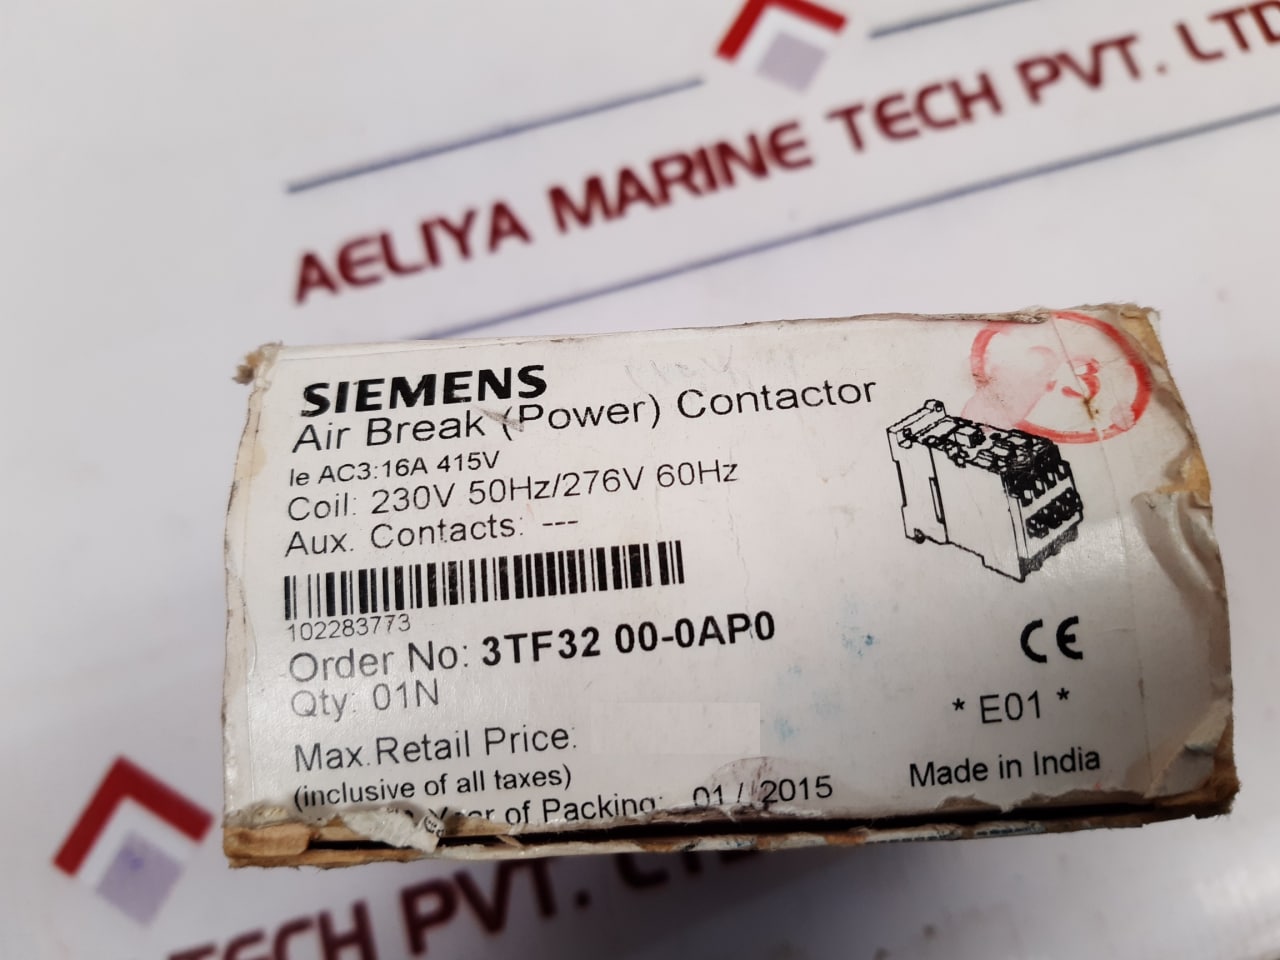 AELIYA MARINE TECH PVT. LTD
SIEMENS
Air Break (Power) Contactor
Ie AC3:16A 415V
Coil: 230V 50Hz/276V 60Hz
Aux. Contacts: ---
102283773
Order No: 3TF32 00-0AP0
Qty: 01N
CE
* E01 *
Max.Retail Price:
(inclusive of all taxes)
Made in India
Year of Packing: 01 / 2015
TECH PVT. LTD